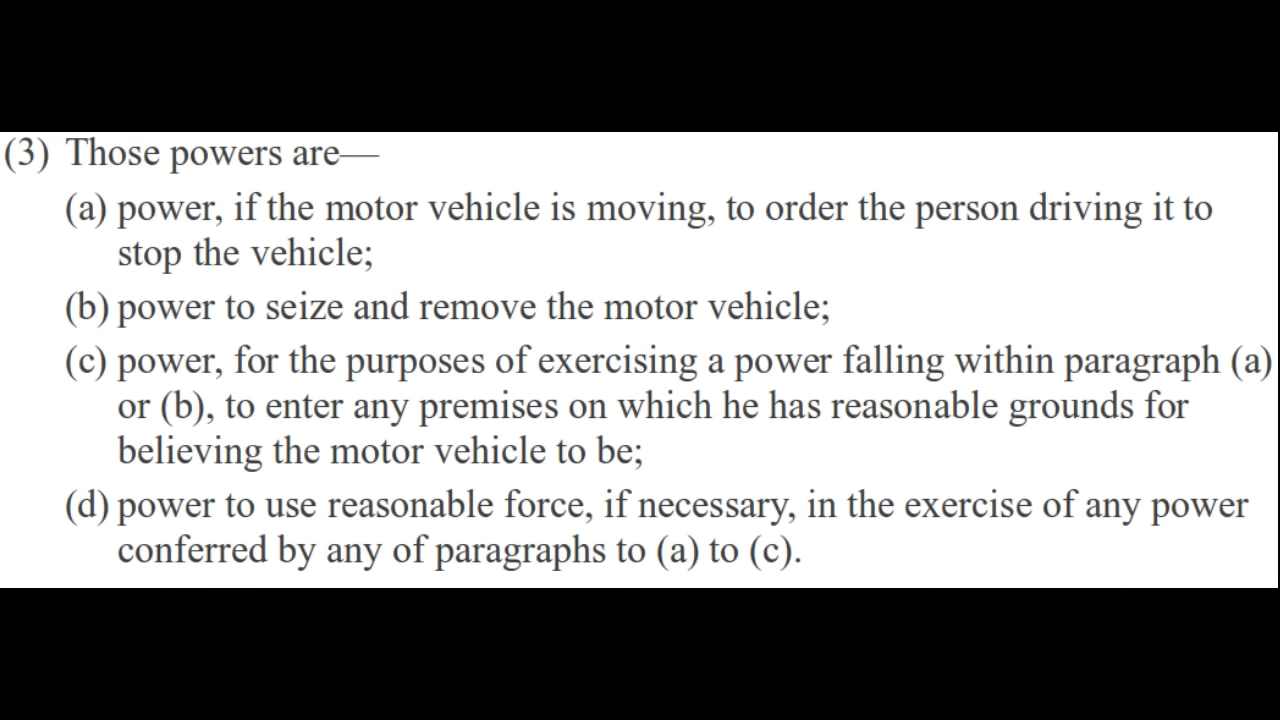 (3) Those powers are—
(a) power, if the motor vehicle is moving, to order the person driving it to
stop the vehicle;
(b) power to seize and remove the motor vehicle;
(c) power, for the purposes of exercising a power falling within paragraph (a)
or (b), to enter any premises on which he has reasonable grounds for
believing the motor vehicle to be;
(d) power to use reasonable force, if necessary, in the exercise of any power
conferred by any of paragraphs to (a) to (c).